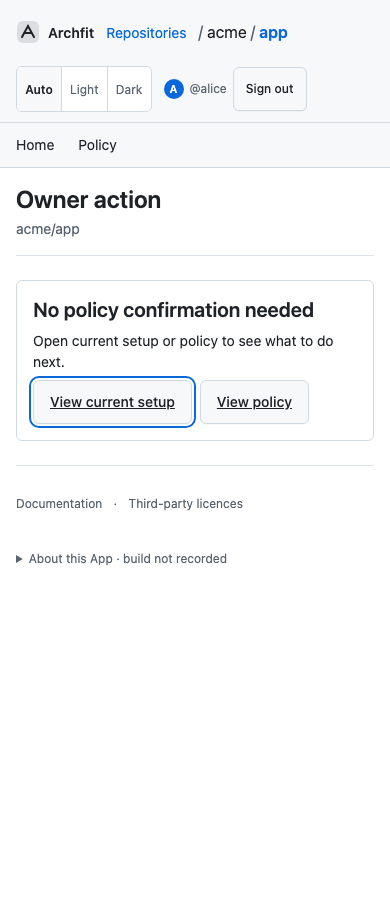 Archfit Repositories / acme / app
Auto Light Dark A @alice Sign out
Home Policy
Owner action
acme/app
No policy confirmation needed
Open current setup or policy to see what to do
next.
View current setup View policy
Documentation · Third-party licences
▶ About this App · build not recorded